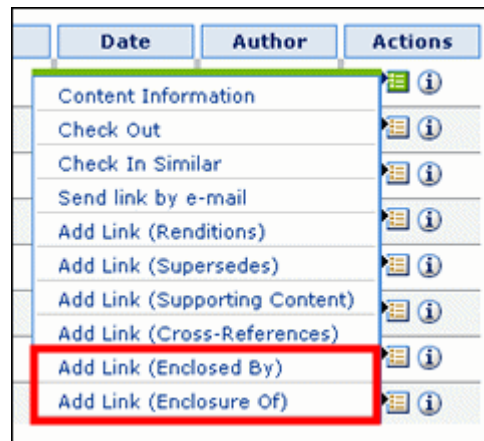 Date Author Actions
Content Information
Check Out
Check In Similar
Send link by e-mail
Add Link (Renditions)
Add Link (Supersedes)
Add Link (Supporting Content)
Add Link (Cross-References)
Add Link (Enclosed By)
Add Link (Enclosure Of)